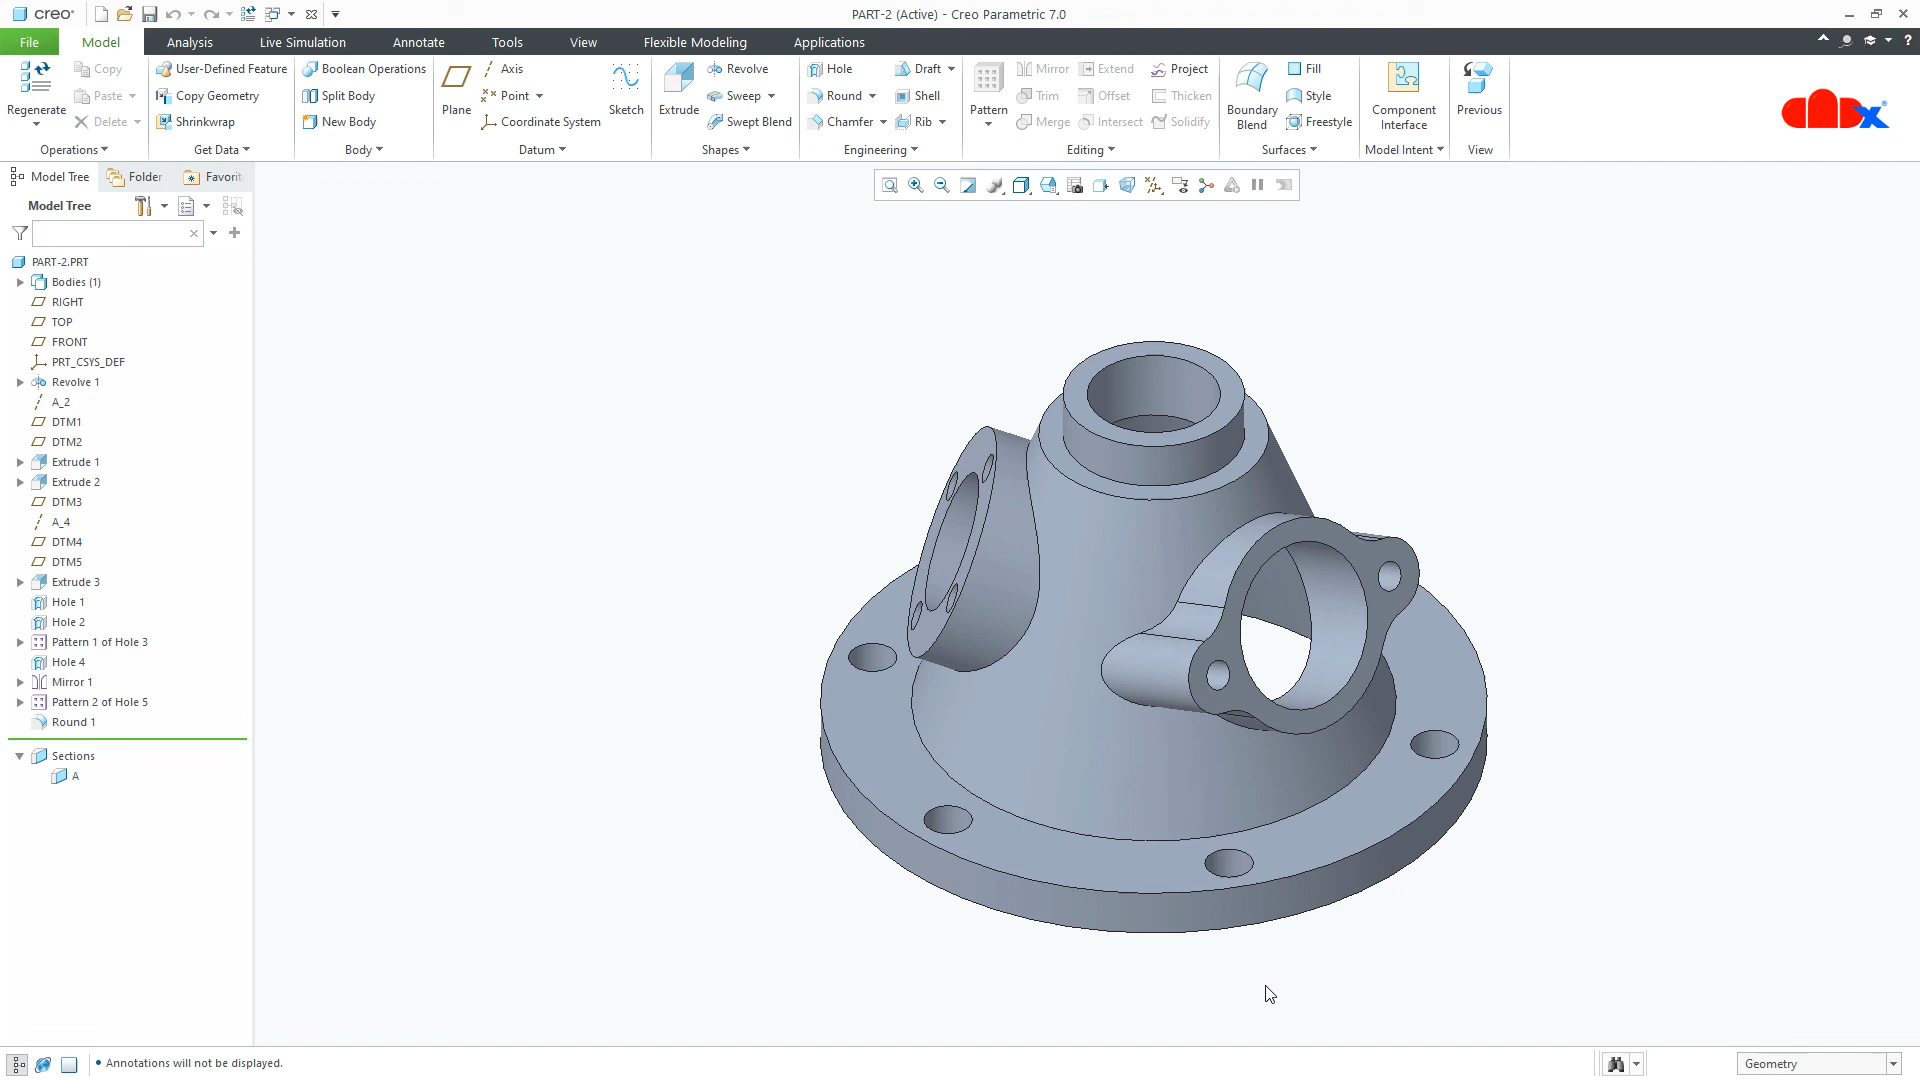 creo°
PART-2 (Active) - Creo Parametric 7.0
File Model Analysis Live Simulation Annotate Tools View Flexible Modeling Applications
Regenerate
Copy
Paste
Delete
Operations
User-Defined Feature
Copy Geometry
Shrinkwrap
Get Data
Boolean Operations
Split Body
New Body
Body
Plane
Axis
Point
Coordinate System
Sketch
Datum
Extrude
Revolve
Sweep
Swept Blend
Shapes
Hole
Round
Chamfer
Draft
Shell
Rib
Engineering
Pattern
Mirror
Trim
Merge
Extend
Offset
Intersect
Project
Thicken
Solidify
Editing
Boundary
Blend
Fill
Style
Freestyle
Surfaces
Component
Interface
Model Intent
Previous
View
Model Tree Folder Favorit
Model Tree
PART-2.PRT
Bodies (1)
RIGHT
TOP
FRONT
PRT_CSYS_DEF
Revolve 1
A_2
DTM1
DTM2
Extrude 1
Extrude 2
DTM3
A_4
DTM4
DTM5
Extrude 3
Hole 1
Hole 2
Pattern 1 of Hole 3
Hole 4
Mirror 1
Pattern 2 of Hole 5
Round 1
Sections
A
• Annotations will not be displayed.
Geometry